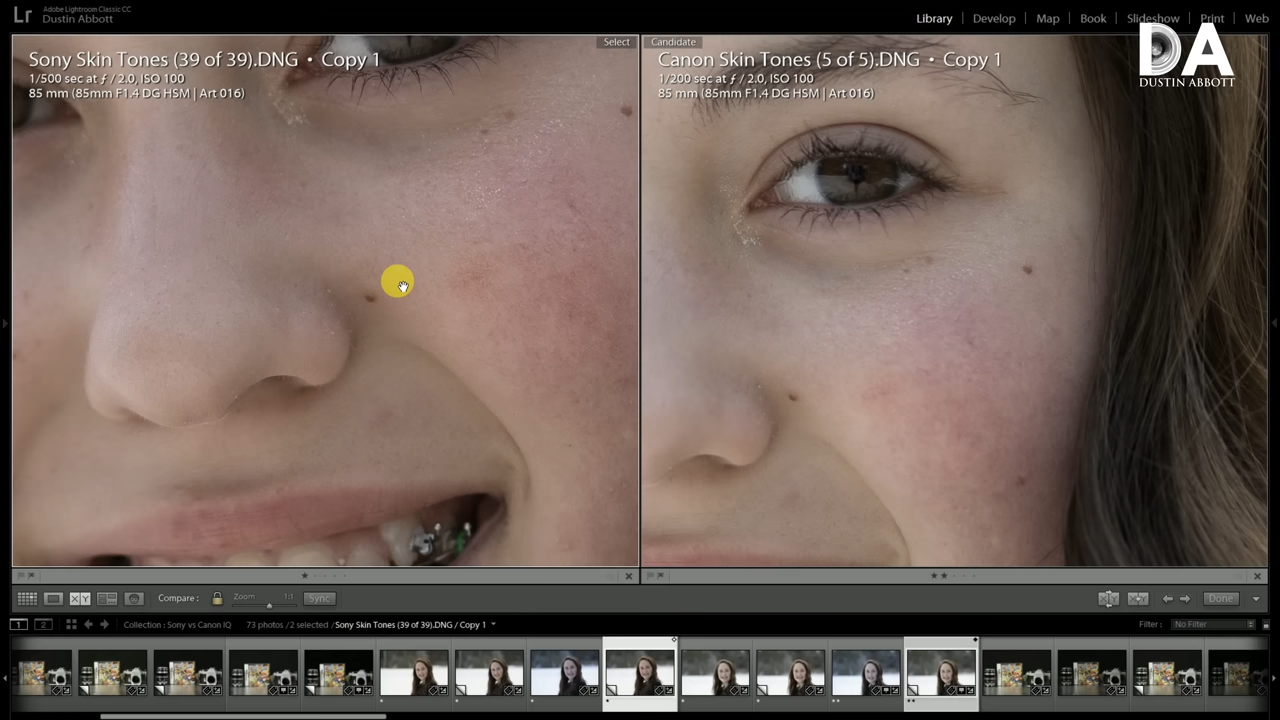 Lr
Adobe Lightroom Classic CC
Dustin Abbott
Library | Develop | Map | Book | Slideshow | Print | Web
DA
DUSTIN ABBOTT
Select
Candidate
Sony Skin Tones (39 of 39).DNG • Copy 1
1/500 sec at ƒ / 2.0, ISO 100
85 mm (85mm F1.4 DG HSM | Art 016)
Canon Skin Tones (5 of 5).DNG • Copy 1
1/200 sec at ƒ / 2.0, ISO 100
85 mm (85mm F1.4 DG HSM | Art 016)
XY
Compare :
Zoom
1:1
Sync
Done
1 2
Collection : Sony vs Canon IQ
73 photos /2 selected /Sony Skin Tones (39 of 39).DNG / Copy 1
Filter :
No Filter